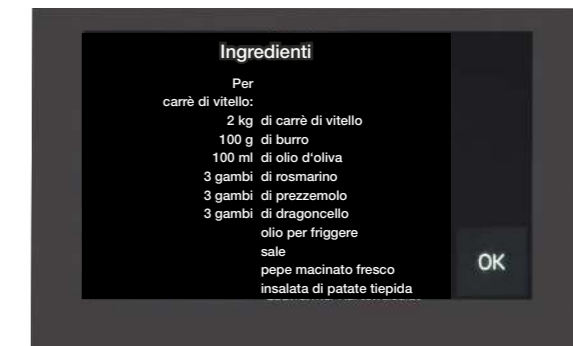 Ingredienti
Per
carrè di vitello:
2 kg di carrè di vitello
100 g di burro
100 ml di olio d'oliva
3 gambi di rosmarino
3 gambi di prezzemolo
3 gambi di dragoncello
olio per friggere
sale
pepe macinato fresco
insalata di patate tiepida
OK